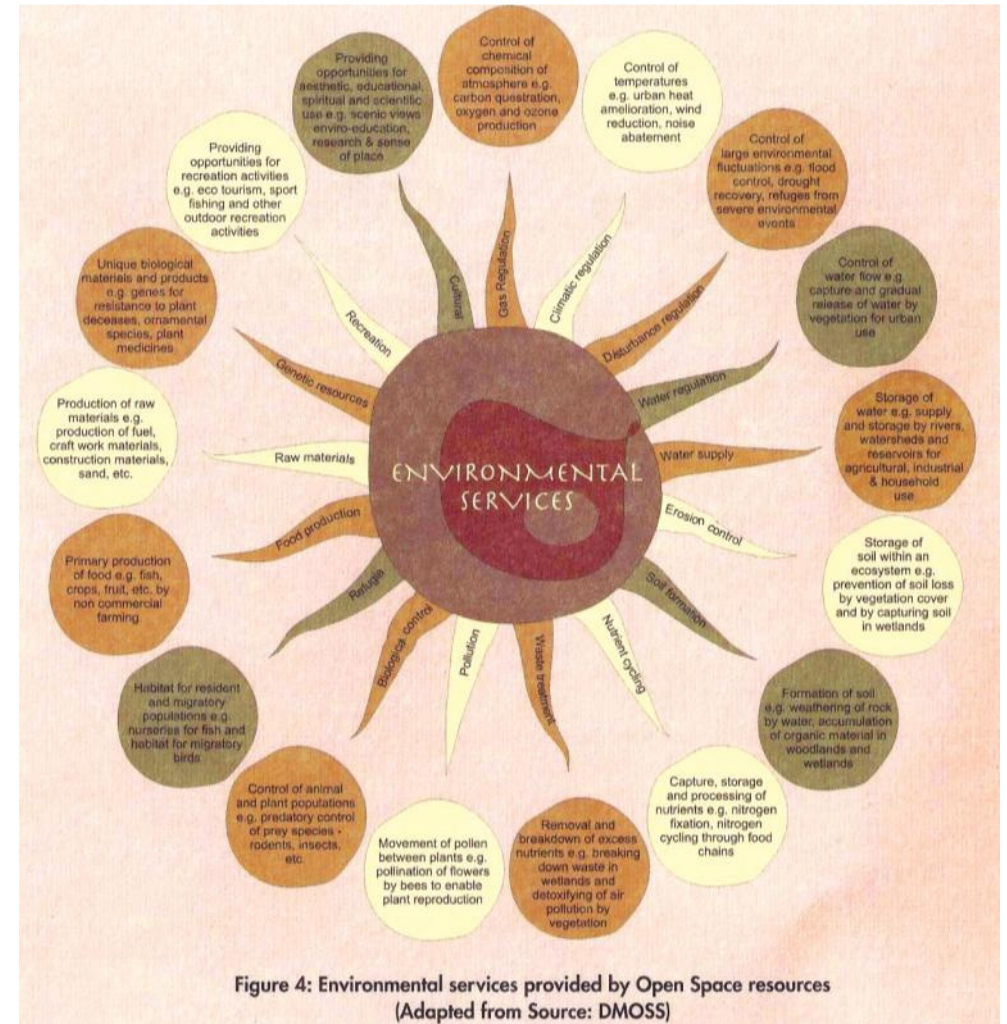 Control of
chemical
composition of
atmosphere e.g.
carbon questration,
oxygen and ozone
production
Control of
temperatures
e.g. urban heat
amelioration, wind
reduction, noise
abatement
Control of
large environmental
fluctuations e.g. flood
control, drought
recovery, refuges from
severe environmental
events
Control of
water flow e.g.
capture and gradual
release of water by
vegetation for urban
use
Storage of
water e.g. supply
and storage by rivers,
watersheds and
reservoirs for
agricultural, industrial
& household
use
Storage of
soil within an
ecosystem e.g.
prevention of soil loss
by vegetation cover
and by capturing soil
in wetlands
Formation of soil
e.g. weathering of rock
by water, accumulation
of organic material in
woodlands and
wetlands
Capture, storage
and processing of
nutrients e.g. nitrogen
fixation, nitrogen
cycling through food
chains
Removal and
breakdown of excess
nutrients e.g. breaking
down waste in
wetlands and
detoxifying of air
pollution by
vegetation
Movement of pollen
between plants e.g.
pollination of flowers
by bees to enable
plant reproduction
Control of animal
and plant populations
e.g. predatory control
of prey species -
rodents, insects,
etc.
Habitat for resident
and migratory
populations e.g.
nurseries for fish and
habitat for migratory
birds
Primary production
of food e.g. fish,
crops, fruit, etc. by
non commercial
farming
Production of raw
materials e.g.
production of fuel,
craft work materials,
construction materials,
sand, etc.
Unique biological
materials and products
e.g. genes for
resistance to plant
deceases, ornamental
species, plant
medicines
Providing
opportunities for
recreation activities
e.g. eco tourism, sport
fishing and other
outdoor recreation
activities
Providing
opportunities for
aesthetic, educational,
spiritual and scientific
use e.g. scenic views
enviro-education,
research & sense
of place
Gas Regulation
Climatic regulation
Disturbance regulation
Water regulation
Water supply
Erosion control
Soil formation
Nutrient cycling
Waste treatment
Pollution
Biological control
Refugie
Food production
Raw materials
Genetic resources
Recreation
Cultural
ENVIRONMENTAL
SERVICES
Figure 4: Environmental services provided by Open Space resources
(Adapted from Source: DMOSS)